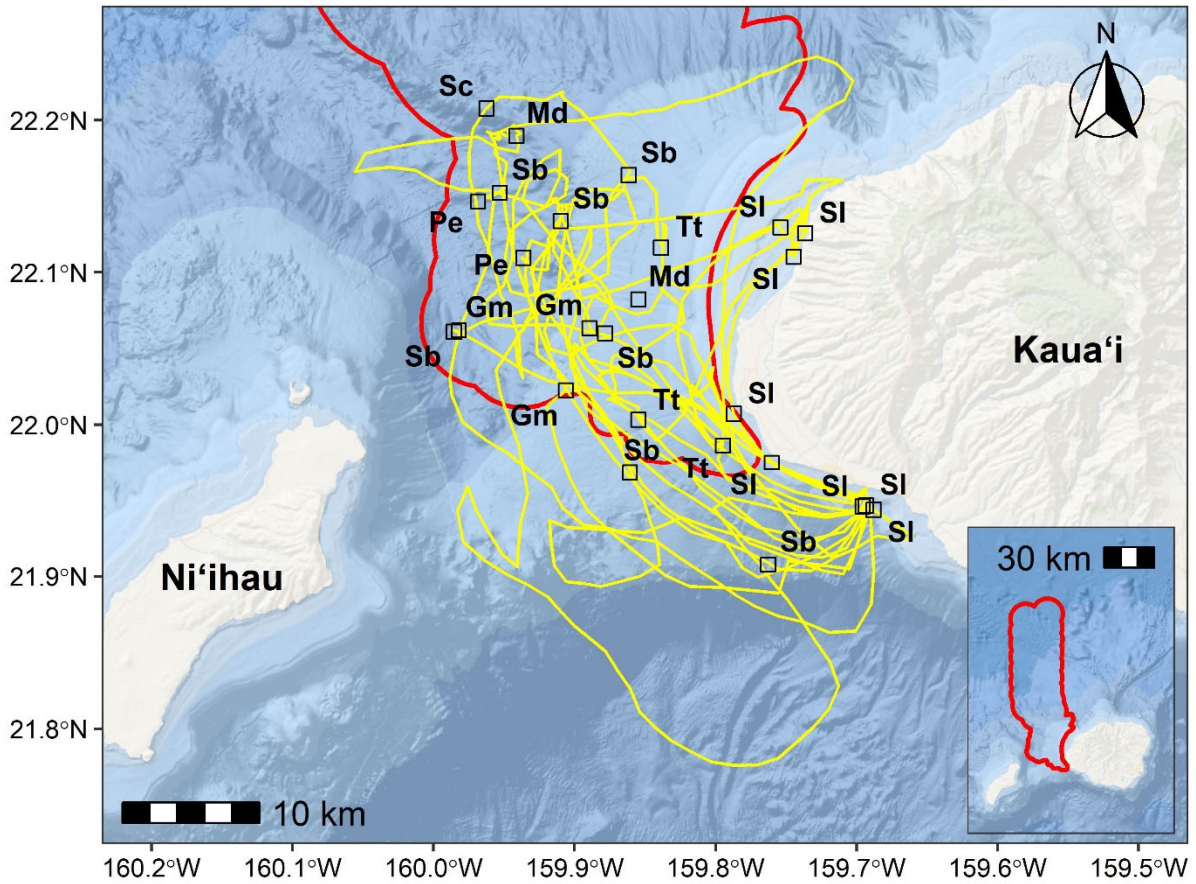 N
Sc
Md
22.2°N
Sb
Sb
Sb
Pe
Sl
Sl
Tt
22.1°N
Pe
Md
Sl
Gm
Gm
Sb
Sb
Kauaʻi
Gm
Tt
Sl
22.0°N
Sb
Tt
Sl
Sl
Sl
Sl
Sb
21.9°N
Niʻihau
30 km
21.8°N
10 km
160.2°W
160.1°W
160.0°W
159.9°W
159.8°W
159.7°W
159.6°W
159.5°W